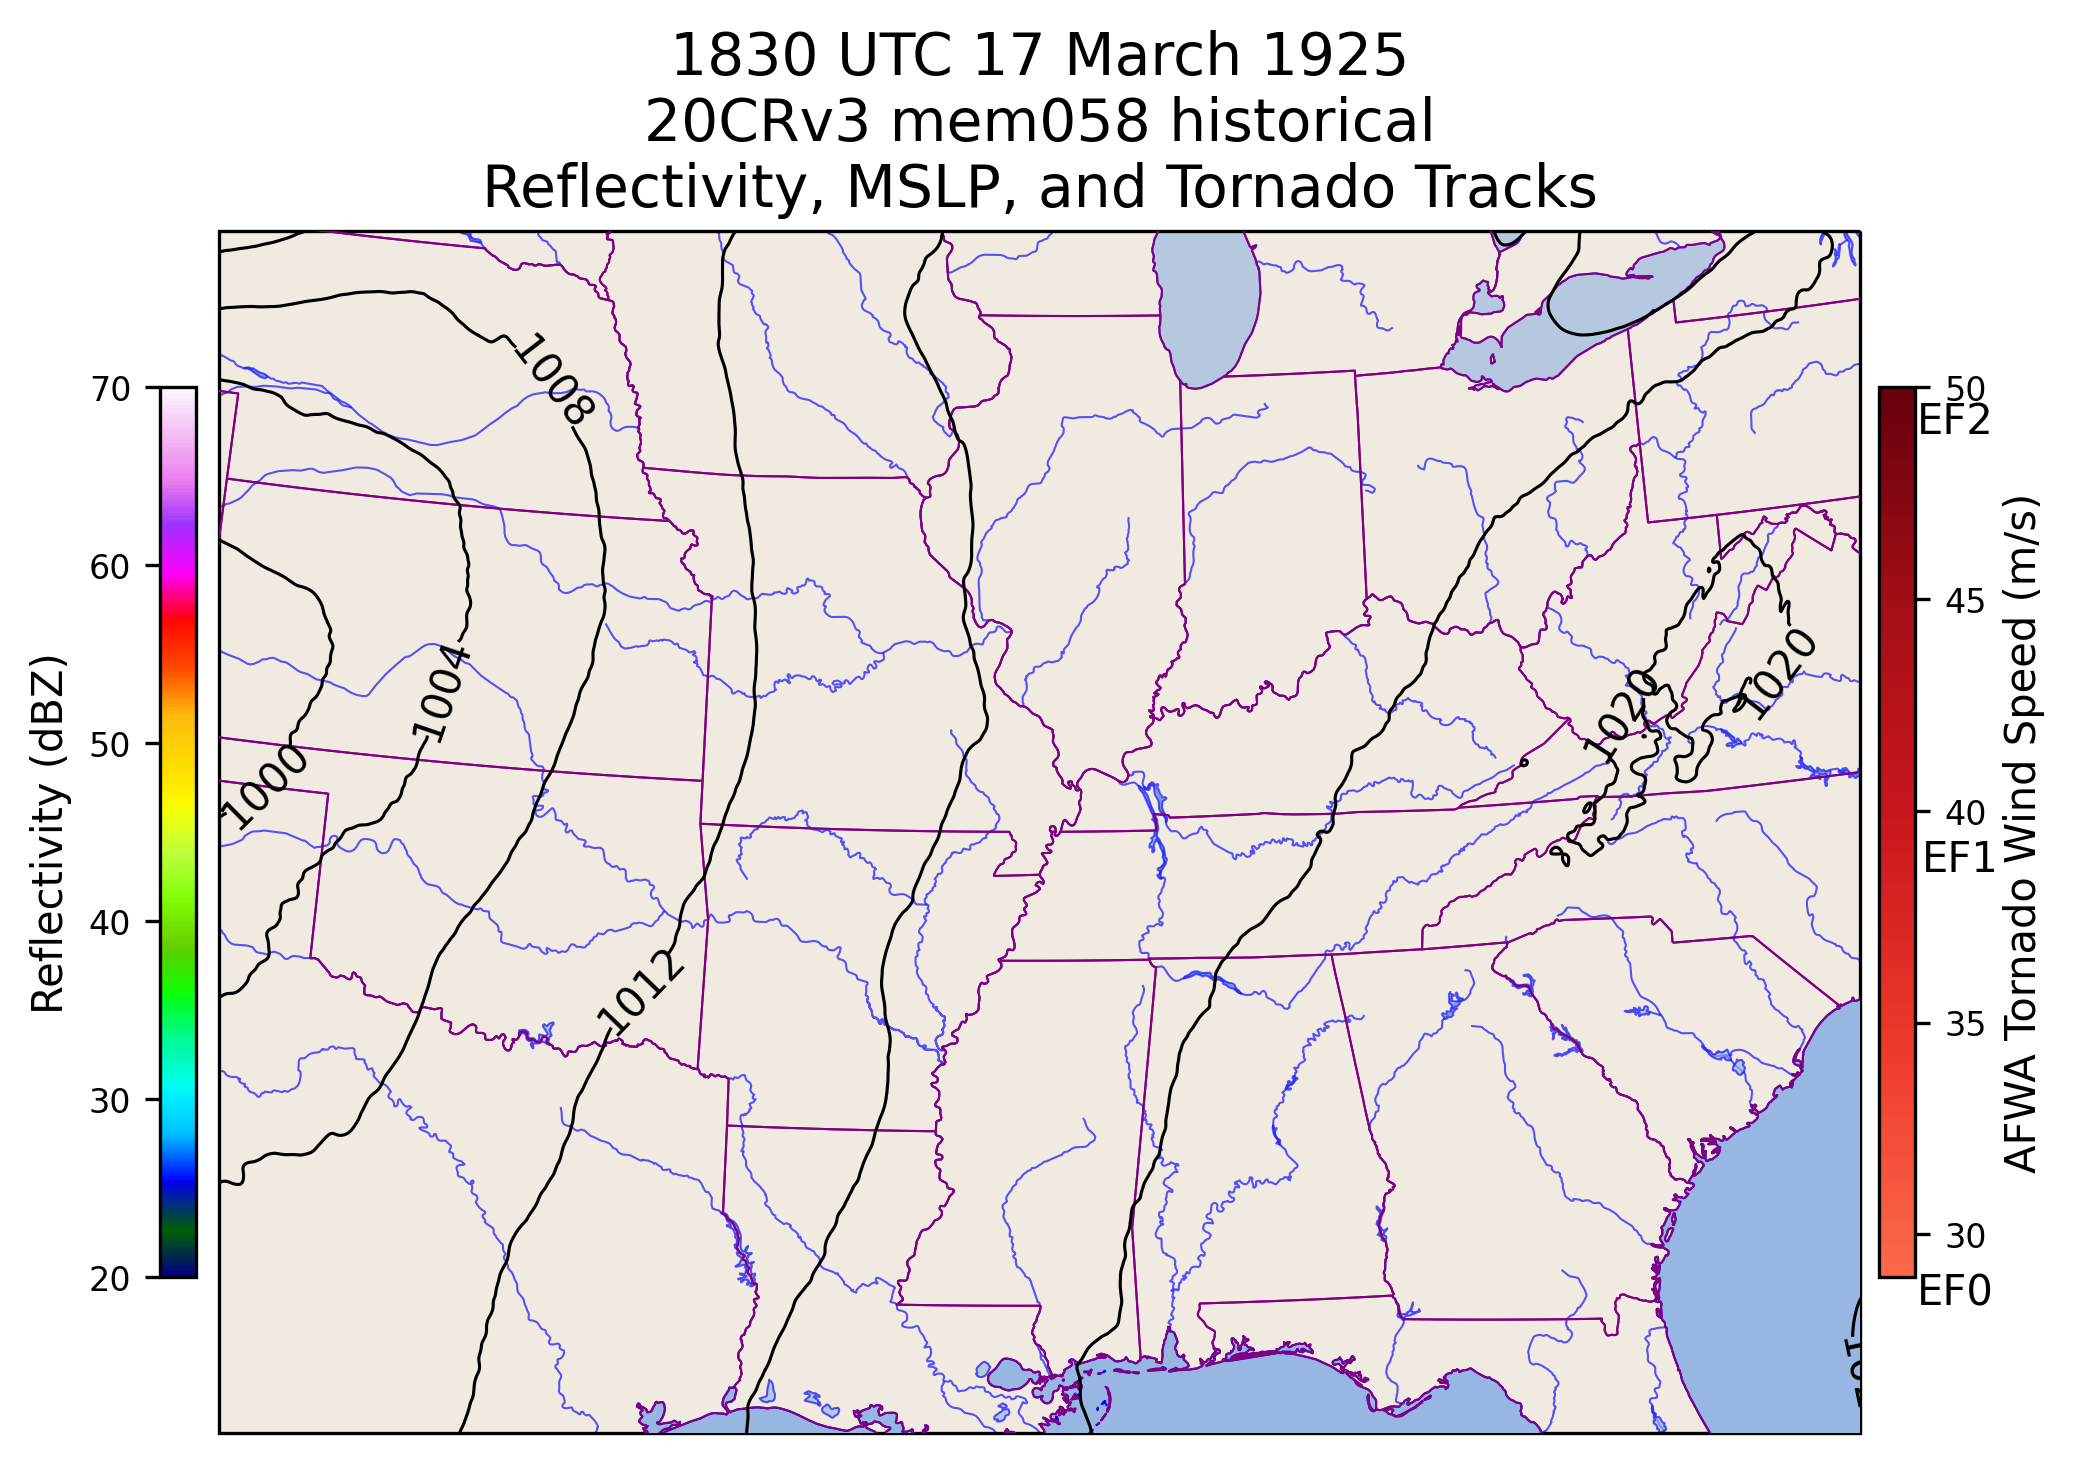 1830 UTC 17 March 1925
20CRv3 mem058 historical
Reflectivity, MSLP, and Tornado Tracks
70
60
50
40
30
20
Reflectivity (dBZ)
1008
1004
1000
1012
1020
1020
50
EF2
45
40
EF1
35
30
EF0
AFWA Tornado Wind Speed (m/s)